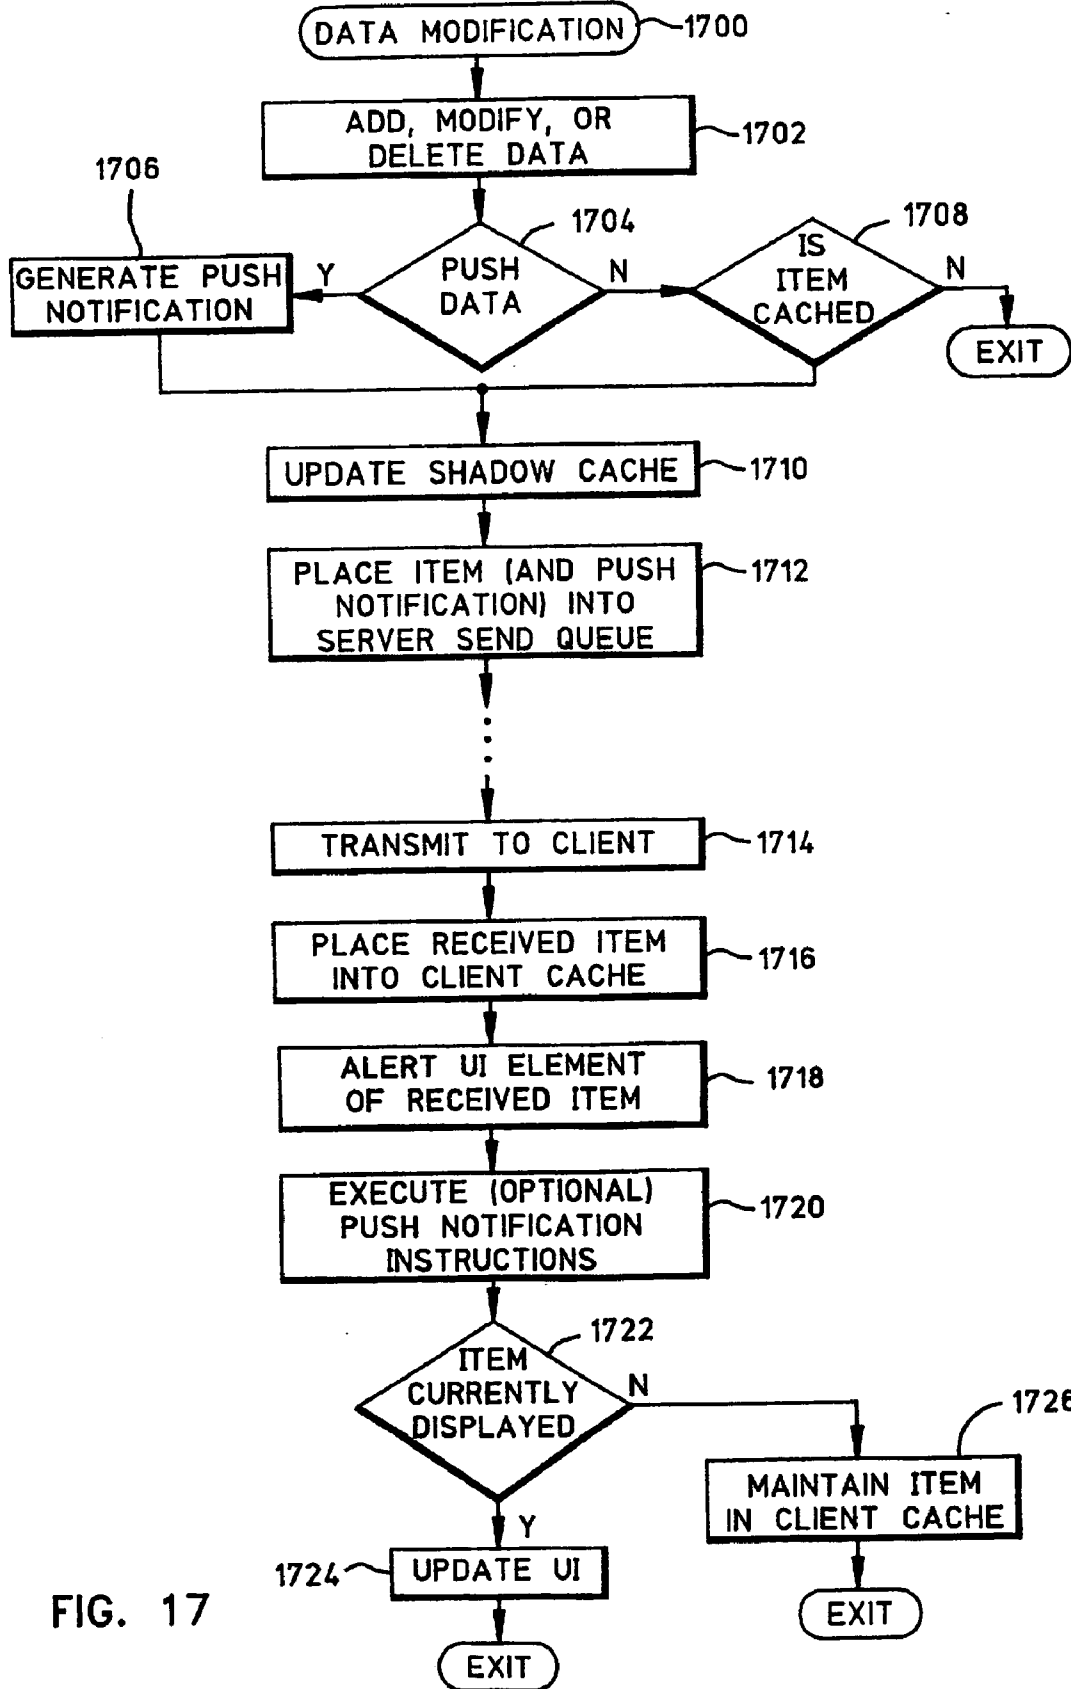 DATA MODIFICATION
1700
ADD, MODIFY, OR
DELETE DATA
1702
1706
1704
1708
GENERATE PUSH
NOTIFICATION
Y
PUSH
DATA
N
IS
ITEM
CACHED
N
EXIT
UPDATE SHADOW CACHE
1710
PLACE ITEM (AND PUSH
NOTIFICATION) INTO
SERVER SEND QUEUE
1712
TRANSMIT TO CLIENT
1714
PLACE RECEIVED ITEM
INTO CLIENT CACHE
1716
ALERT UI ELEMENT
OF RECEIVED ITEM
1718
EXECUTE (OPTIONAL)
PUSH NOTIFICATION
INSTRUCTIONS
1720
1722
ITEM
CURRENTLY
DISPLAYED
N
1726
MAINTAIN ITEM
IN CLIENT CACHE
EXIT
Y
1724
UPDATE UI
EXIT
FIG. 17